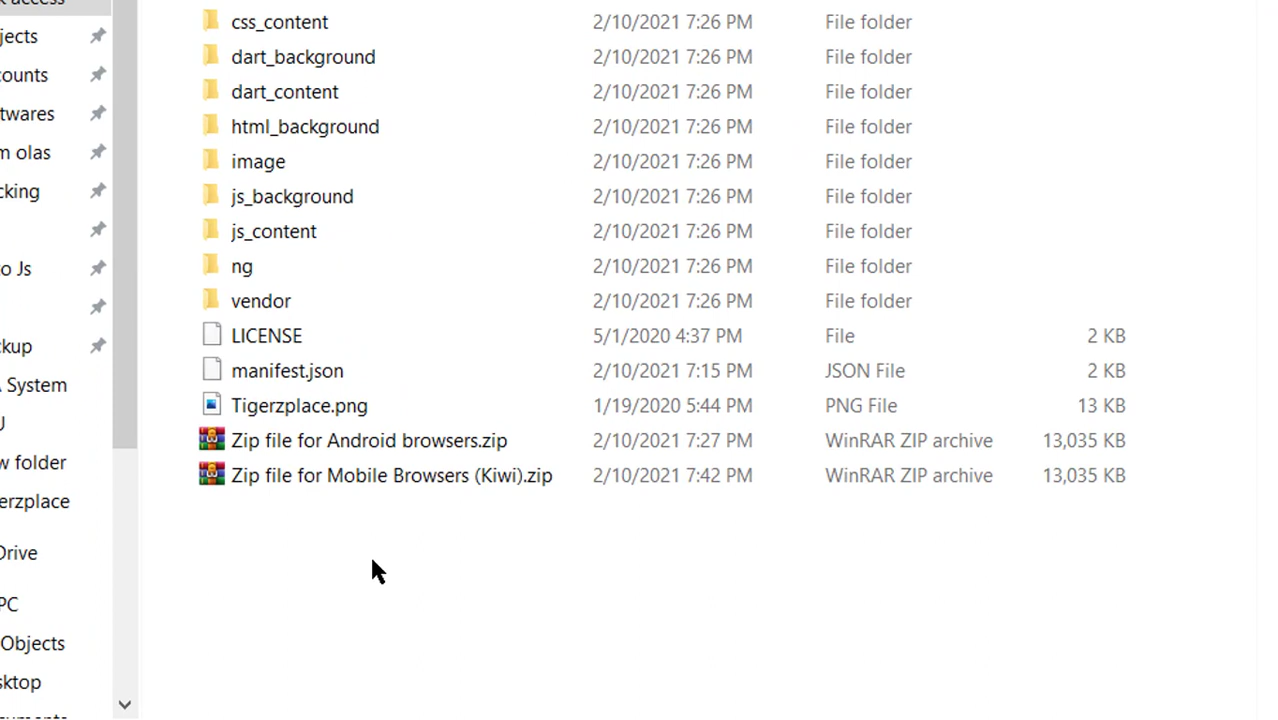 css_content 2/10/2021 7:26 PM File folder
jects dart_background 2/10/2021 7:26 PM File folder
counts dart_content 2/10/2021 7:26 PM File folder
twares html_background 2/10/2021 7:26 PM File folder
m olas image 2/10/2021 7:26 PM File folder
cking js_background 2/10/2021 7:26 PM File folder
js_content 2/10/2021 7:26 PM File folder
to Js ng 2/10/2021 7:26 PM File folder
vendor 2/10/2021 7:26 PM File folder
ckup LICENSE 5/1/2020 4:37 PM File 2 KB
System manifest.json 2/10/2021 7:15 PM JSON File 2 KB
Tigerzplace.png 1/19/2020 5:44 PM PNG File 13 KB
Zip file for Android browsers.zip 2/10/2021 7:27 PM WinRAR ZIP archive 13,035 KB
w folder Zip file for Mobile Browsers (Kiwi).zip 2/10/2021 7:42 PM WinRAR ZIP archive 13,035 KB
erzplace
Drive
PC
Objects
sktop